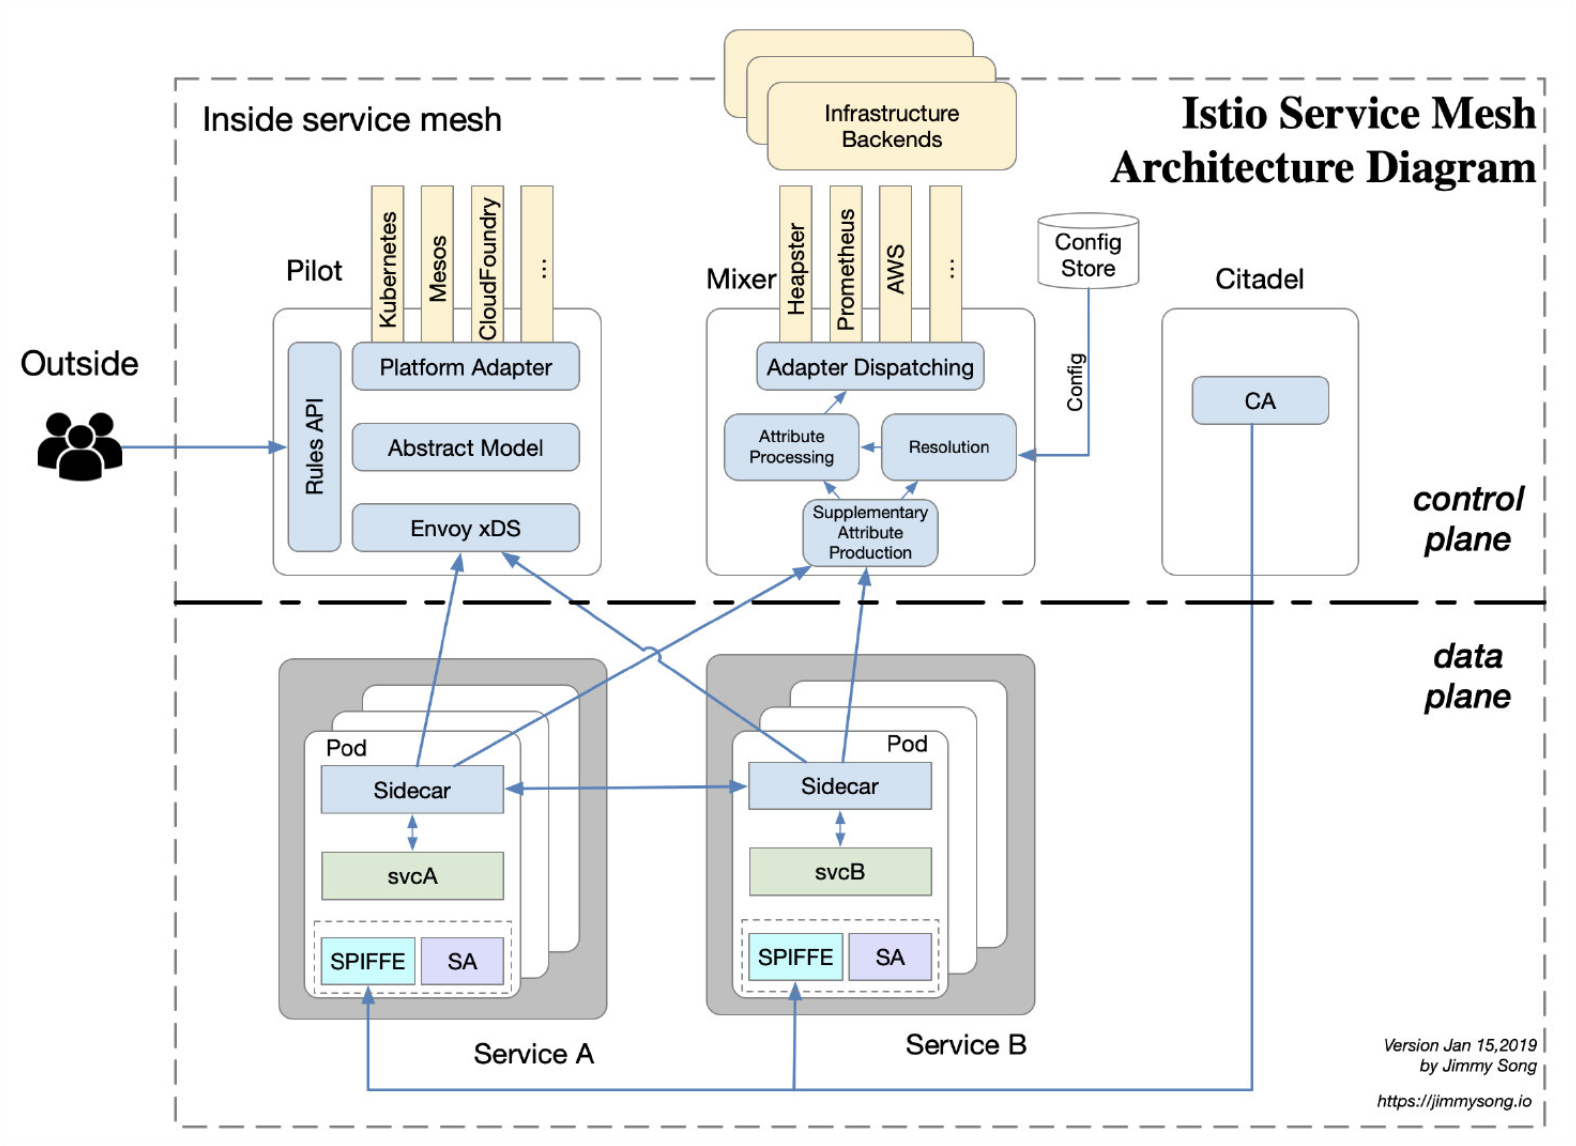 Inside service mesh
Infrastructure
Backends
Istio Service Mesh
Architecture Diagram
Outside
Pilot
Kubernetes
Mesos
CloudFoundry
...
Rules API
Platform Adapter
Abstract Model
Envoy xDS
Mixer
Heapster
Prometheus
AWS
...
Adapter Dispatching
Attribute
Processing
Resolution
Supplementary
Attribute
Production
Config
Store
Config
Citadel
CA
control
plane
data
plane
Pod
Sidecar
svcA
SPIFFE
SA
Service A
Pod
Sidecar
svcB
SPIFFE
SA
Service B
Version Jan 15,2019
by Jimmy Song
https://jimmysong.io